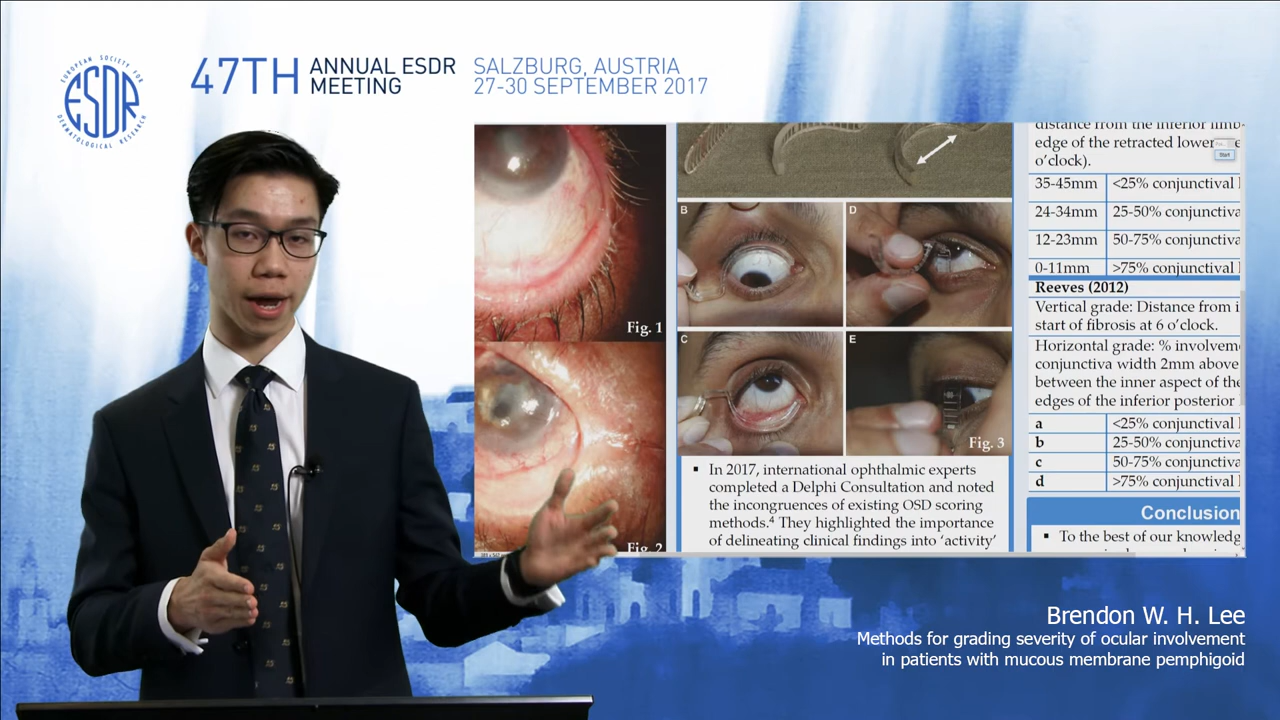 EUROPEAN SOCIETY FOR
ESDR
DERMATOLOGICAL RESEARCH
47TH ANNUAL ESDR MEETING
SALZBURG, AUSTRIA
27-30 SEPTEMBER 2017
Fig. 1
Fig. 2
B
D
C
E
Fig. 3
▪ In 2017, international ophthalmic experts
completed a Delphi Consultation and noted
the incongruences of existing OSD scoring
methods.⁴ They highlighted the importance
of delineating clinical findings into ‘activity’
distance from the inferior limb
edge of the retracted lower
o’clock).
Start
35-45mm <25% conjunctival
24-34mm 25-50% conjunctiva
12-23mm 50-75% conjunctiva
0-11mm >75% conjunctival
Reeves (2012)
Vertical grade: Distance from
start of fibrosis at 6 o’clock.
Horizontal grade: % involvem
conjunctiva width 2mm above
between the inner aspect of the
edges of the inferior posterior
a <25% conjunctival
b 25-50% conjunctiva
c 50-75% conjunctiva
d >75% conjunctival
Conclusion
▪ To the best of our knowledg
Brendon W. H. Lee
Methods for grading severity of ocular involvement
in patients with mucous membrane pemphigoid